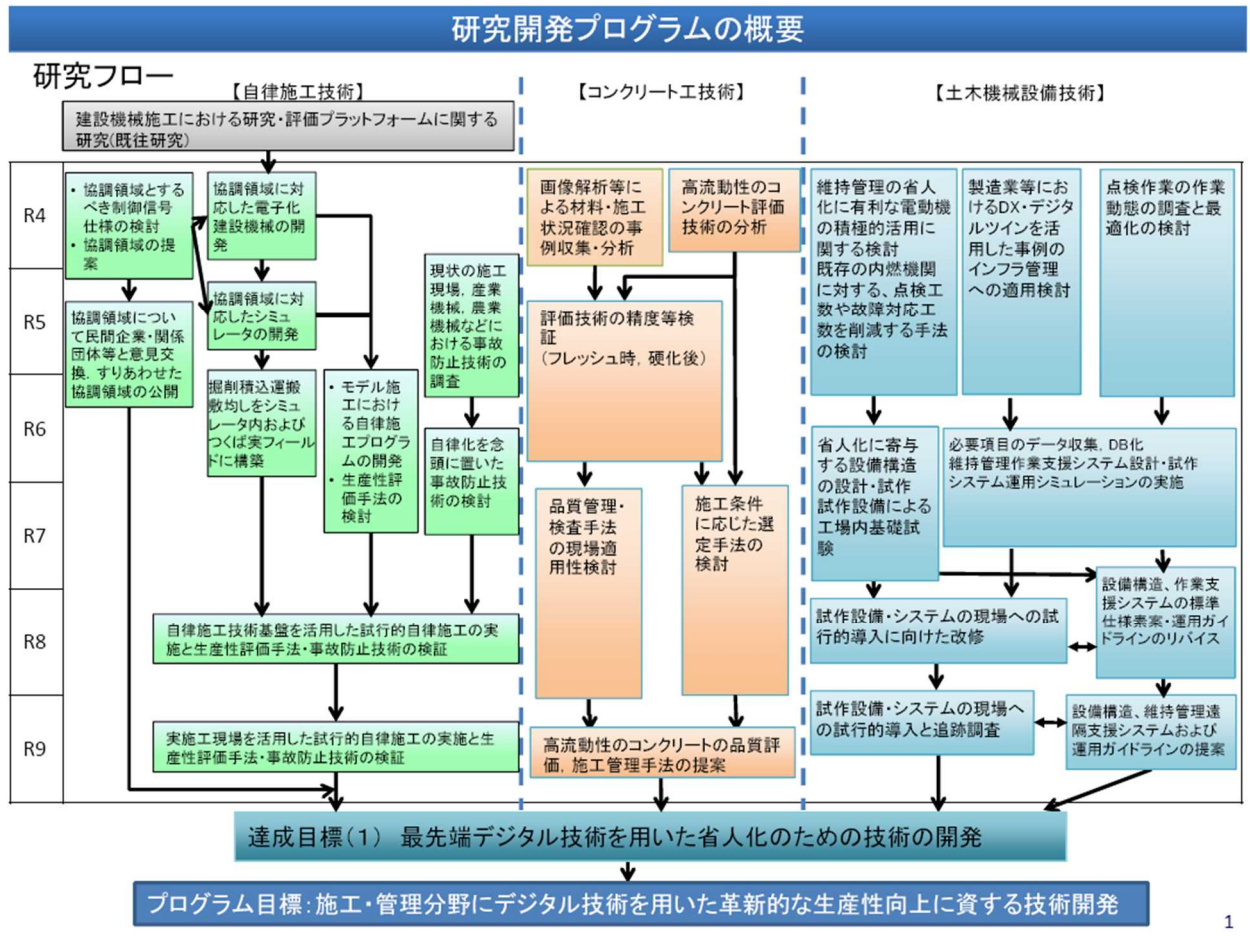 研究開発プログラムの概要
研究フロー
【自律施工技術】
【コンクリート工技術】
【土木機械設備技術】
建設機械施工における研究・評価プラットフォームに関する
研究(既往研究)
R4
R5
R6
R7
R8
R9
・ 協調領域とする
べき制御信号
仕様の検討
・ 協調領域の提
案
協調領域に対
応した電子化
建設機械の開
発
協調領域に対
応したシミュ
レータの開発
協調領域につい
て民間企業・関係
団体等と意見交
換．すりあわせた
協調領域の公開
掘削積込運搬
敷均しをシミュ
レータ内および
つくば実フィール
ドに構築
・ モデル施
工における自律施
工プログラ
ムの開発
・ 生産性評
価手法の
検討
現状の施工
現場，産業
機械，農業
機械などに
おける事故
防止技術の
調査
自律化を念
頭に置いた
事故防止技
術の検討
自律施工技術基盤を活用した試行的自律施工の実
施と生産性評価手法・事故防止技術の検証
実施工現場を活用した試行的自律施工の実施と生
産性評価手法・事故防止技術の検証
画像解析等に
よる材料・施工
状況確認の事
例収集・分析
高流動性のコ
ンクリート評価
技術の分析
評価技術の精度等検
証
（フレッシュ時，硬化後）
品質管理・
検査手法
の現場適
用性検討
施工条件
に応じた選
定手法の
検討
高流動性のコンクリートの品質評
価，施工管理手法の提案
維持管理の省人
化に有利な電動機
の積極的活用に
関する検討
既存の内燃機関
に対する、点検工
数や故障対応工
数を削減する手法
の検討
製造業等にお
けるDX・デジタ
ルツインを活
用した事例の
インフラ管理
への適用検討
点検作業の作業
動態の調査と最
適化の検討
省人化に寄与
する設備構造
の設計・試作
試作設備による
工場内基礎試
験
必要項目のデータ収集，DB化
維持管理作業支援システム設計・試作
システム運用シミュレーションの実施
設備構造、作業支
援システムの標準
仕様素案・運用ガイ
ドラインのリバイス
試作設備・システムの現場への試
行的導入に向けた改修
試作設備・システムの現場へ
の試行的導入と追跡調査
設備構造、維持管理遠
隔支援システムおよび
運用ガイドラインの提案
達成目標（1） 最先端デジタル技術を用いた省人化のための技術の開発
プログラム目標：施工・管理分野にデジタル技術を用いた革新的な生産性向上に資する技術開発
1